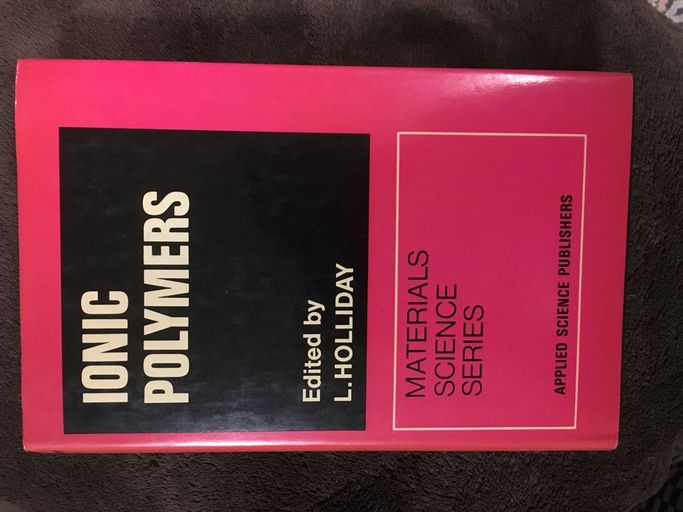 IONIC
POLYMERS
Edited by
L.HOLLIDAY
MATERIALS
SCIENCE
SERIES
APPLIED SCIENCE PUBLISHERS